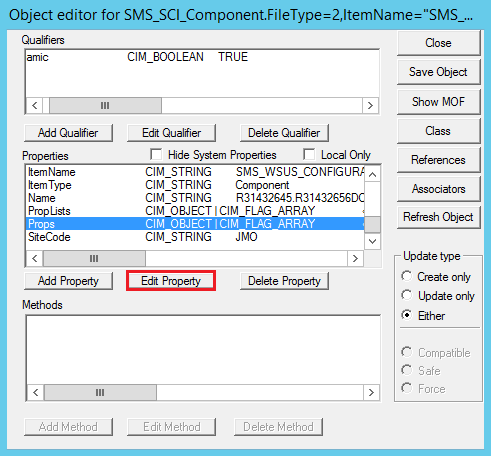 Object editor for SMS_SCI_Component.FileType=2,ItemName="SMS_...
Qualifiers
amic CIM_BOOLEAN TRUE
Add Qualifier Edit Qualifier Delete Qualifier
Properties Hide System Properties Local Only
ItemName CIM_STRING SMS_WSUS_CONFIGURA
ItemType CIM_STRING Component
Name CIM_STRING R31432645.R31432656DC
PropLists CIM_OBJECT | CIM_FLAG_ARRAY
Props CIM_OBJECT | CIM_FLAG_ARRAY
SiteCode CIM_STRING JMO
Add Property Edit Property Delete Property
Methods
Add Method Edit Method Delete Method
Close
Save Object
Show MOF
Class
References
Associators
Refresh Object
Update type
Create only
Update only
Either
Compatible
Safe
Force